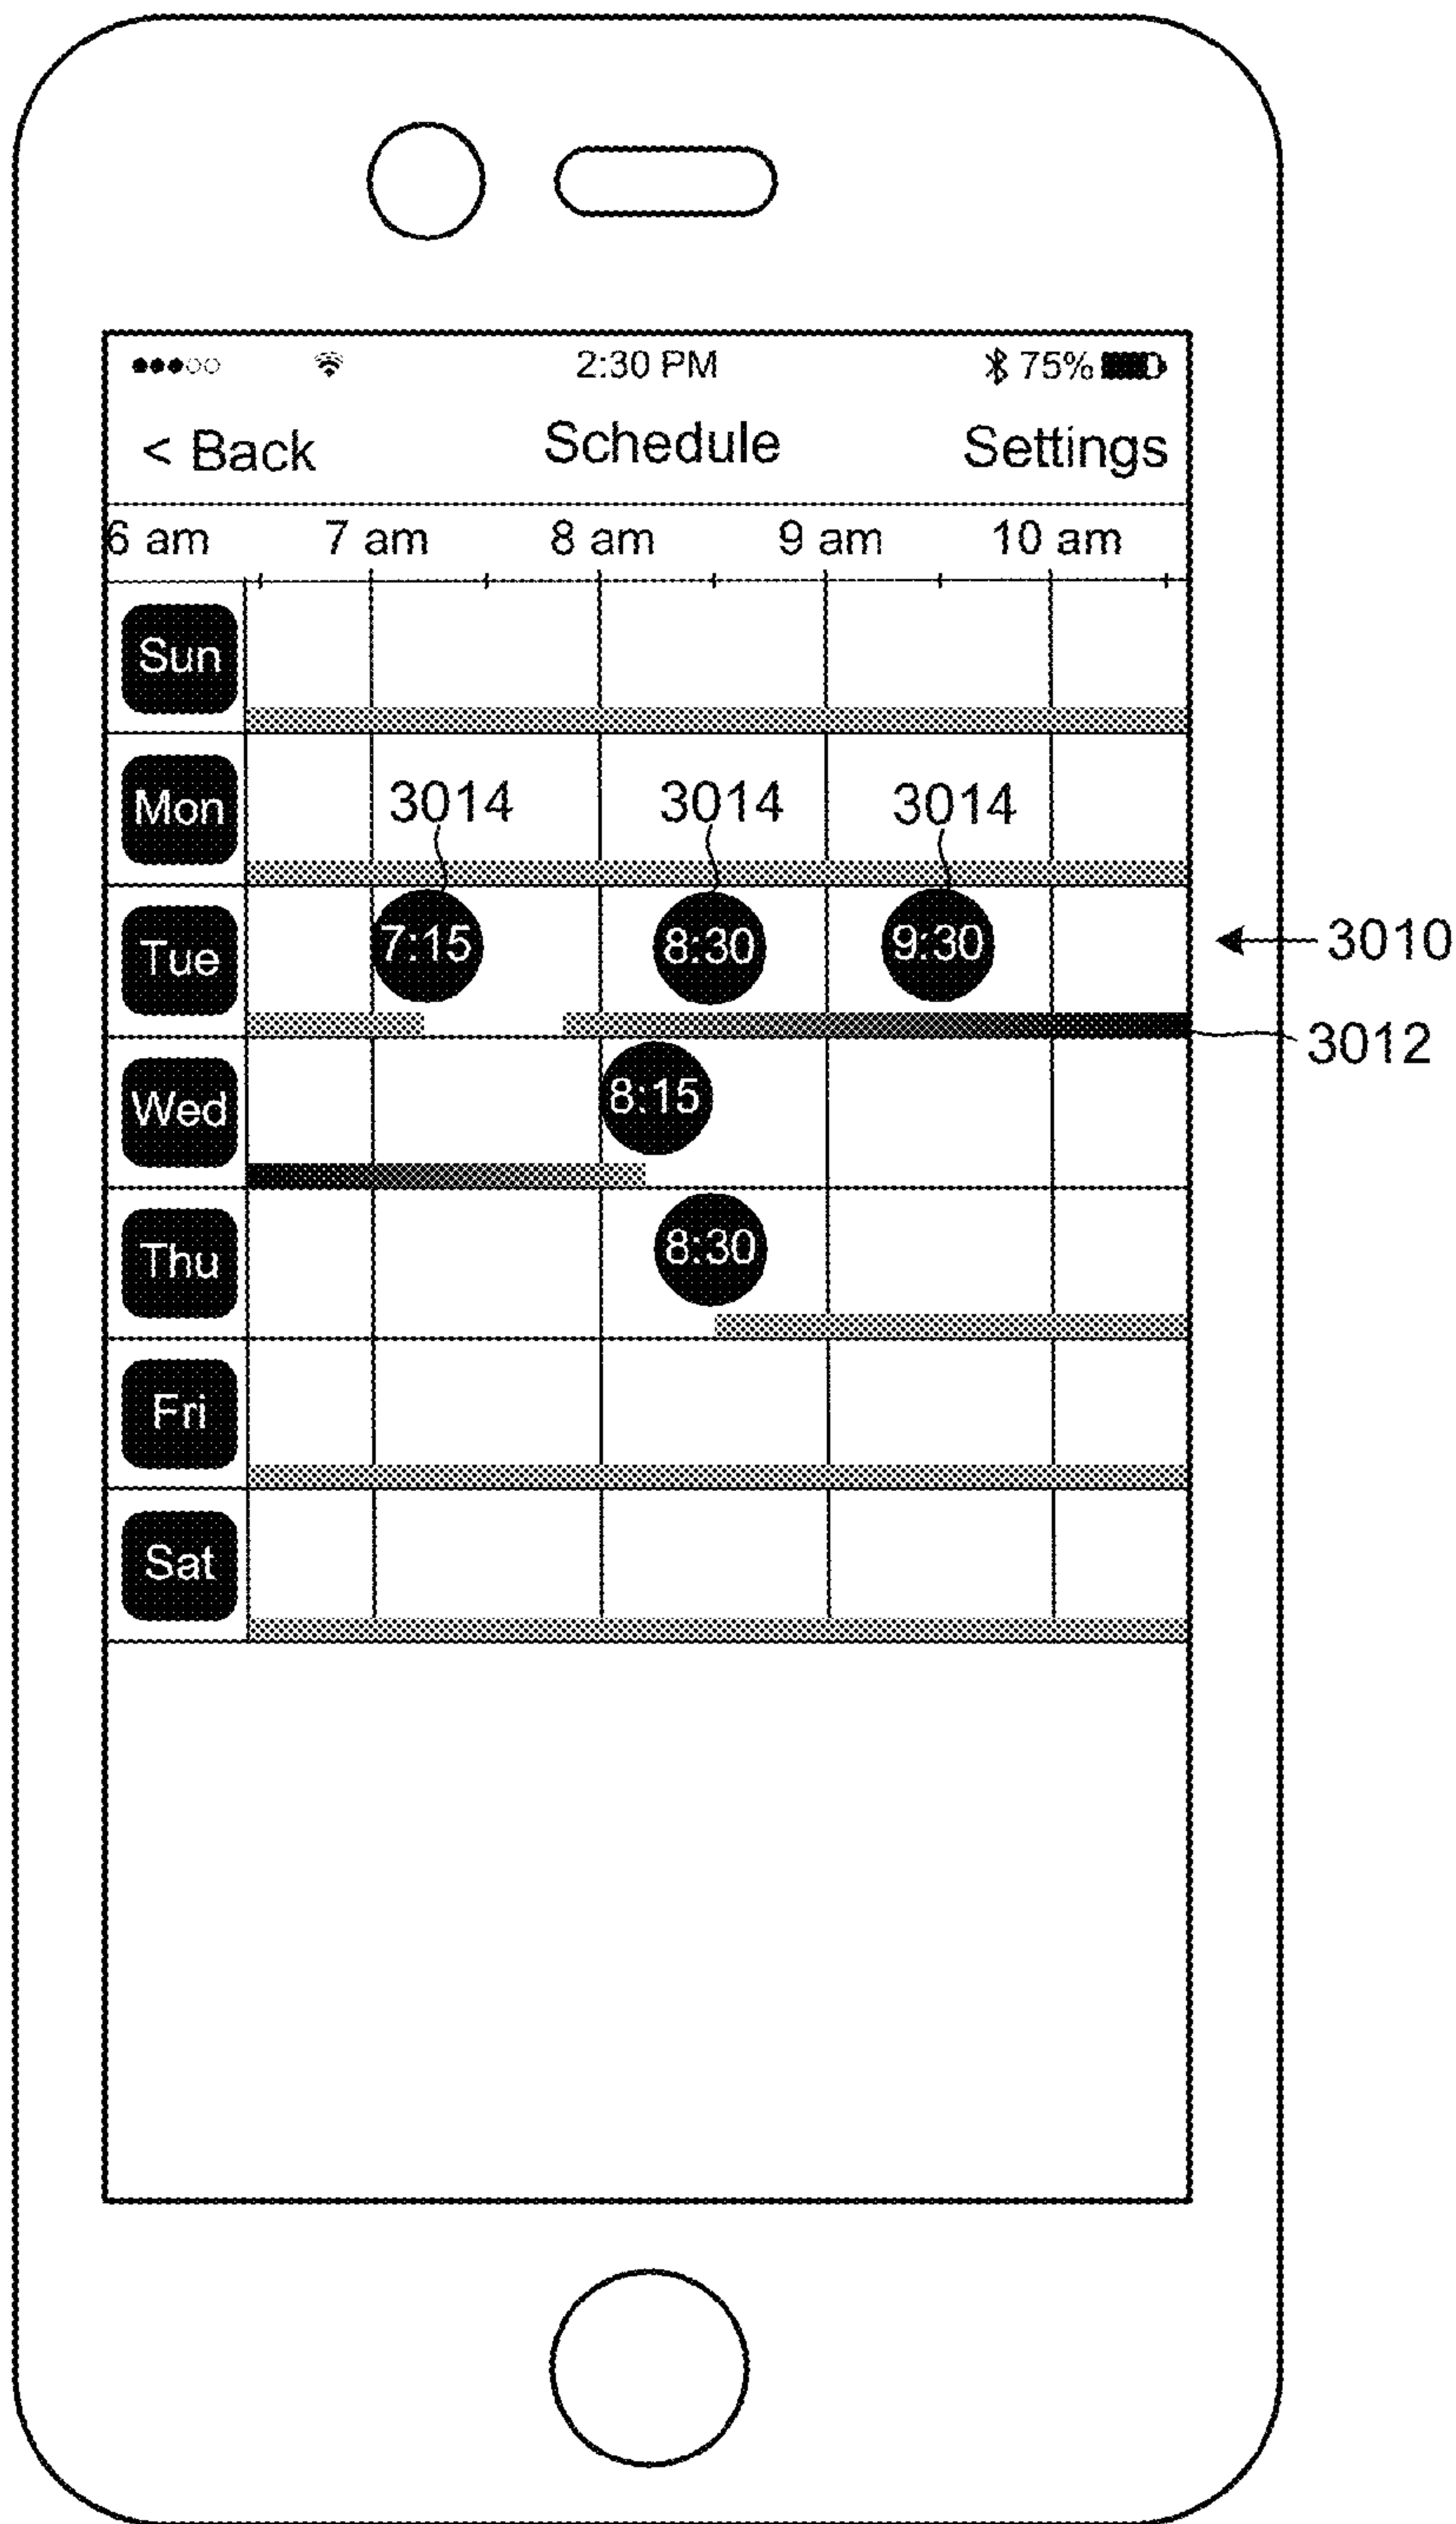 2:30 PM 75%
< Back Schedule Settings
6 am 7 am 8 am 9 am 10 am
Sun
Mon 3014 3014 3014
Tue 7:15 8:30 9:30 3010
3012
Wed 8:15
Thu 8:30
Fri
Sat